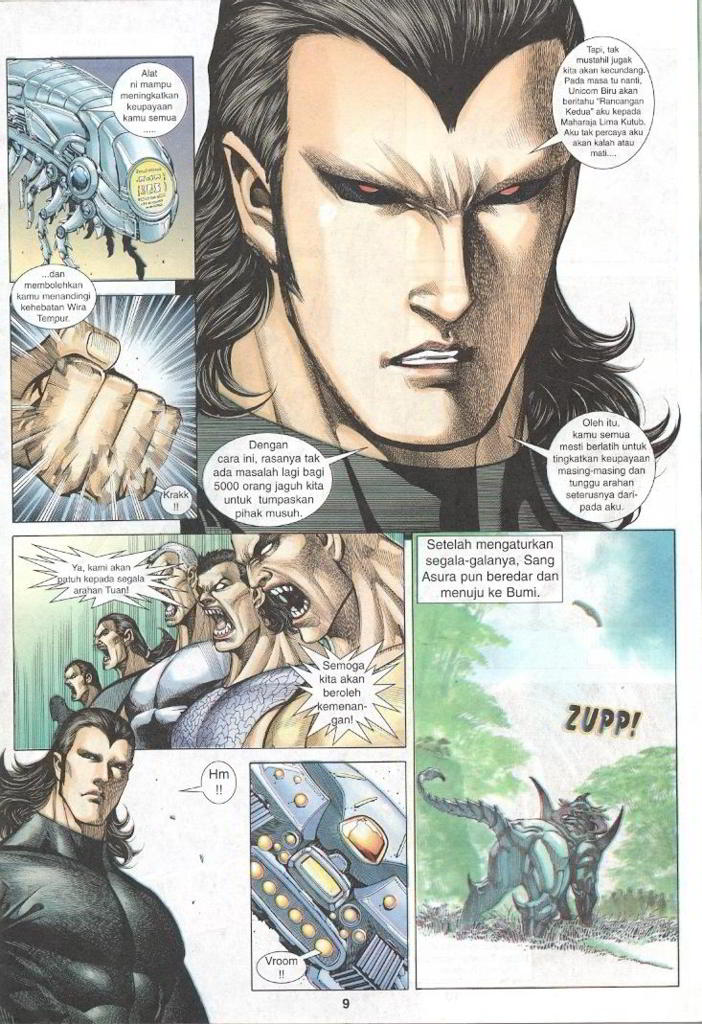 Alat
ni mampu
meningkatkan
keupayaan
kamu semua
.....
...dan
membolehkan
kamu menandingi
kehebatan Wira
Tempur.
Krakk
!!
Tapi, tak
mustahil jugak
kita akan kecundang.
Pada masa tu nanti,
Unicom Biru akan
beritahu "Rancangan
Kedua" aku kepada
Maharaja Lima Kutub.
Aku tak percaya aku
akan kalah atau
mati....
Dengan
cara ini, rasanya tak
ada masalah lagi bagi
5000 orang jaguh kita
untuk tumpaskan
pihak musuh.
Oleh itu,
kamu semua
mesti berlatih untuk
tingkatkan keupayaan
masing-masing dan
tunggu arahan
seterusnya dari-
pada aku.
Ya, kami akan
patuh kepada segala
arahan Tuan!
Semoga
kita akan
beroleh
kemenan-
gan!
Setelah mengaturkan
segala-galanya, Sang
Asura pun beredar dan
menuju ke Bumi.
ZUPP!
Hm
!!
Vroom
!!
9